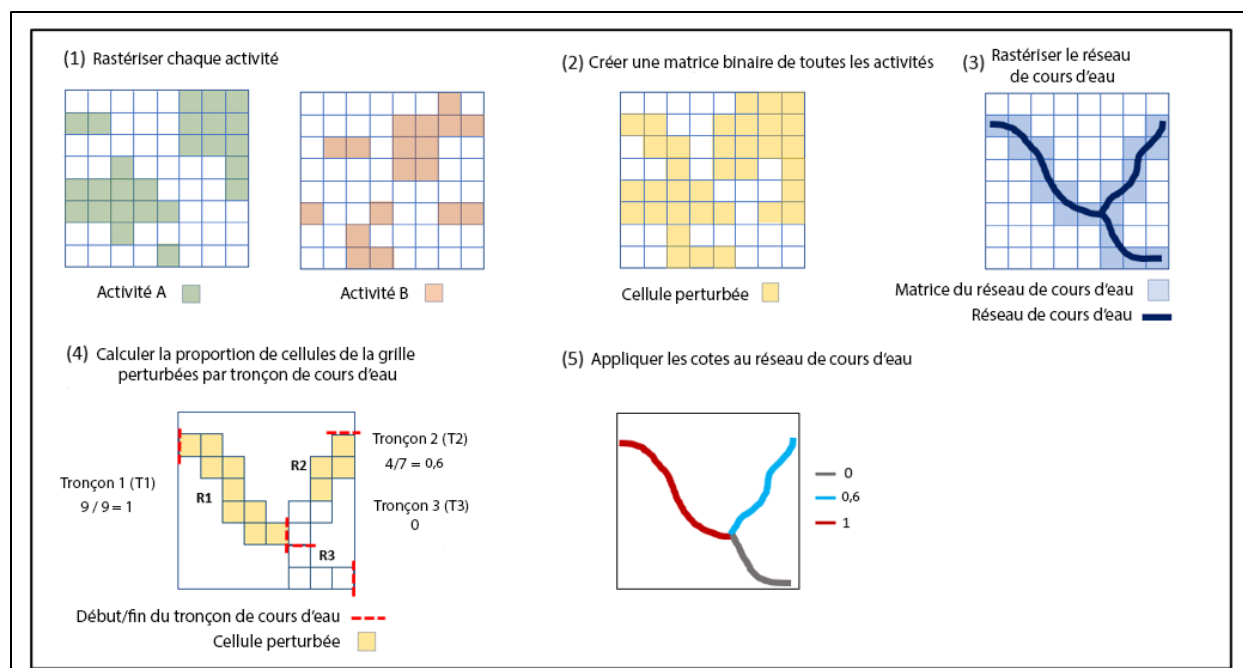 (1) Rastériser chaque activité
Activité A
Activité B
(2) Créer une matrice binaire de toutes les activités
Cellule perturbée
(3) Rastériser le réseau
de cours d'eau
Matrice du réseau de cours d'eau
Réseau de cours d'eau
(4) Calculer la proportion de cellules de la grille
perturbées par tronçon de cours d'eau
Tronçon 1 (T1)
9 / 9 = 1
R1
R2
R3
Tronçon 2 (T2)
4/7 = 0,6
Tronçon 3 (T3)
0
Début/fin du tronçon de cours d'eau
Cellule perturbée
(5) Appliquer les cotes au réseau de cours d'eau
0
0,6
1